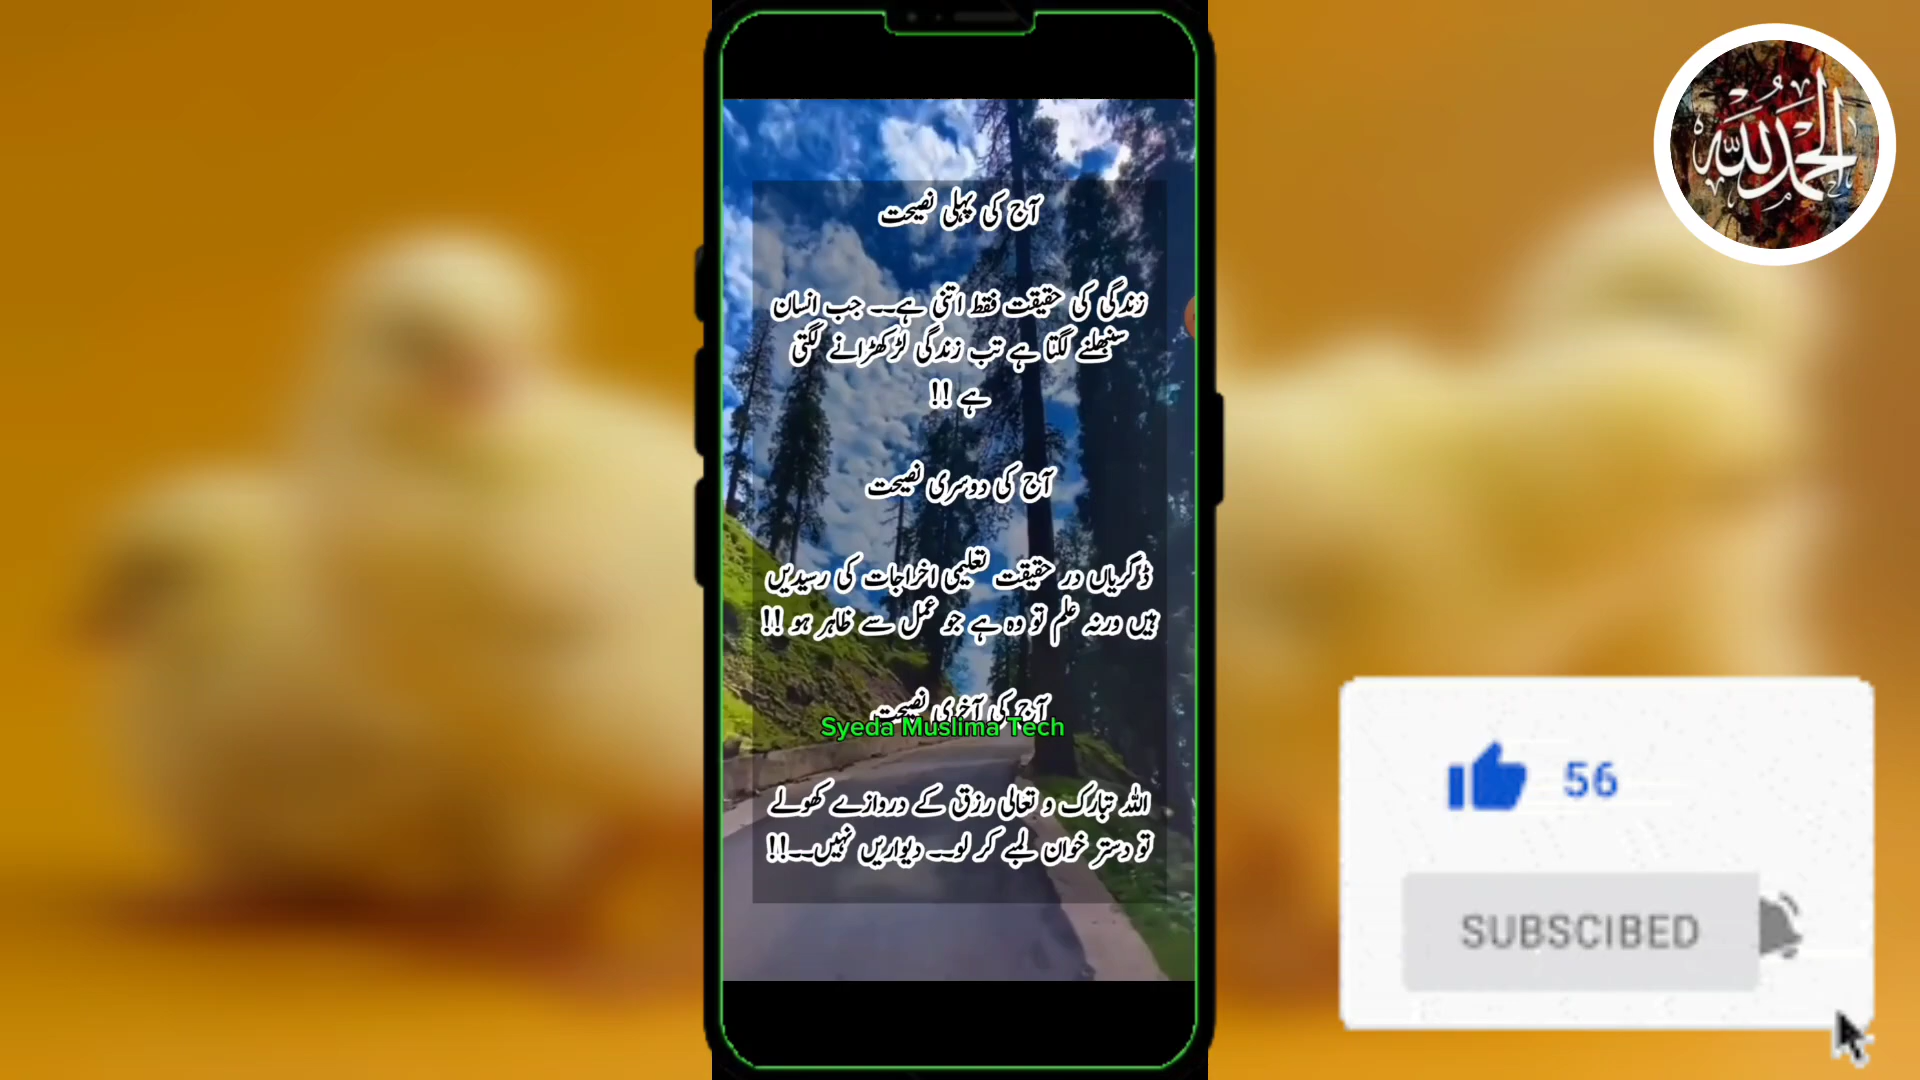 الحمد للہ
آج کی پہلی نصیحت
زندگی کی حقیقت فقط اتنی ہے۔۔ جب انسان
سنبھلنے لگتا ہے تب زندگی لڑکھڑانے لگتی
ہے !!
آج کی دوسری نصیحت
ڈگریاں در حقیقت تعلیمی اخراجات کی رسیدیں
ہیں ورنہ علم تو وہ ہے جو عمل سے ظاہر ہو !!
آج کی آخری نصیحت
Syeda Muslima Tech
اللہ تبارک و تعالی رزق کے دروازے کھولے
تو دستر خوان لمبے کر لو۔۔ دیواریں نہیں۔۔!!
56
SUBSCIBED